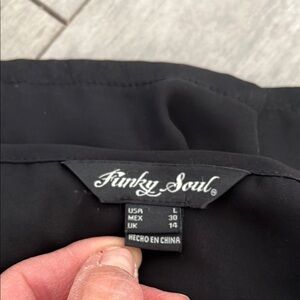 Funky Soul®
USA L
MEX 30
UK 14
HECHO EN CHINA